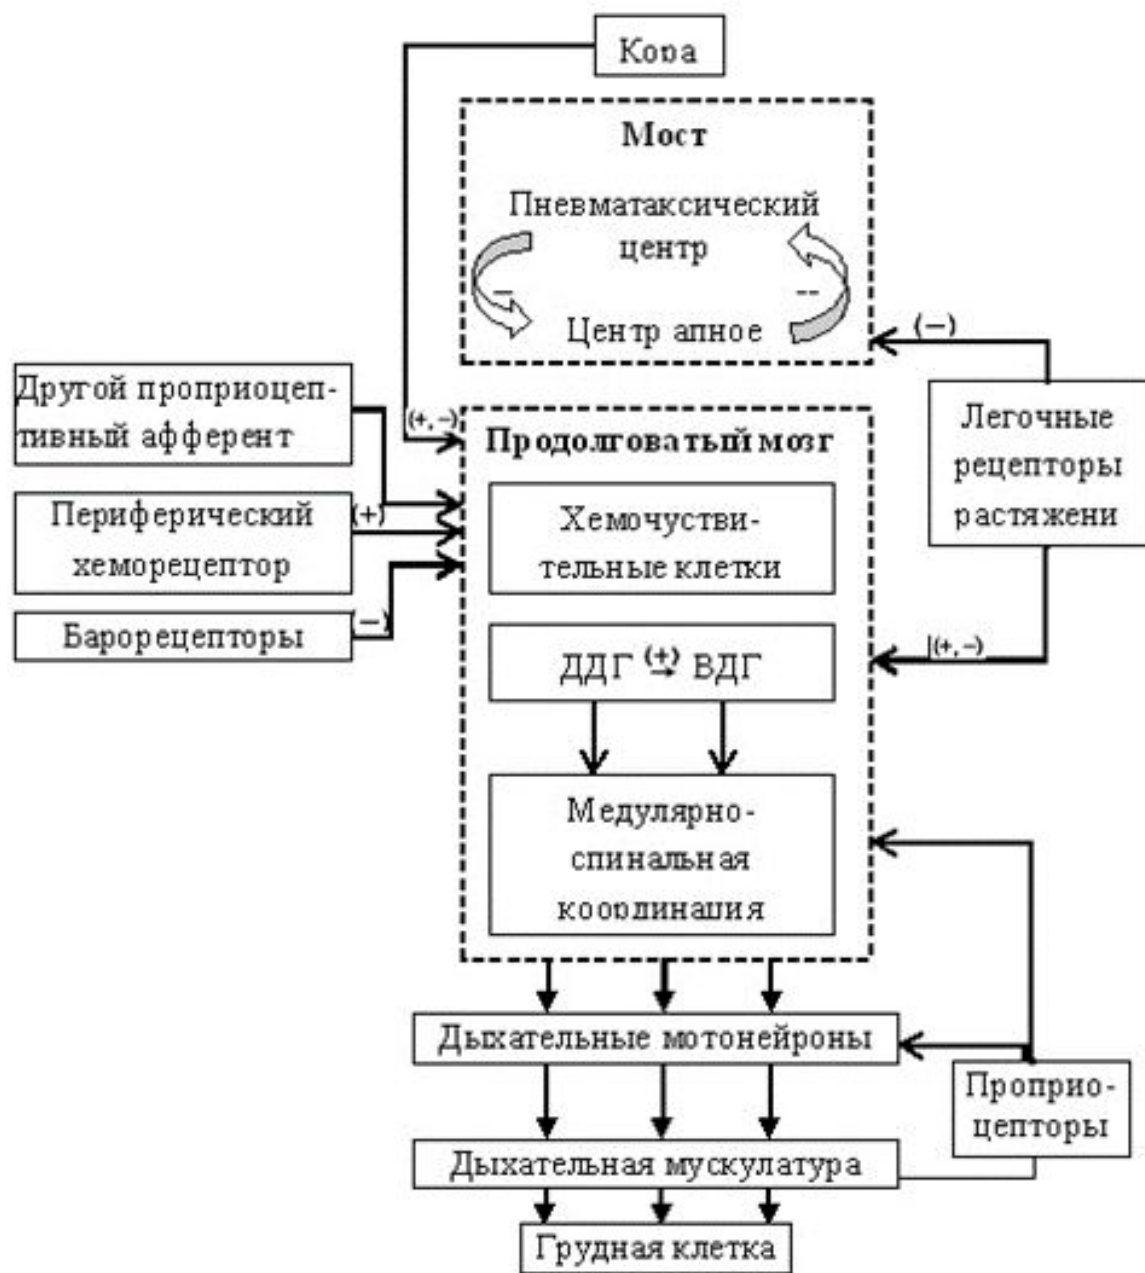 Кора
Мост
Пневматаксический
центр
–
--
Центр апное
(–)
Другой проприоцеп-
тивный афферент
(+,-)
Продолговатый мозг
Легочные
рецепторы
растяжени
Периферический
хеморецептор
(+)
Хемочустви-
тельные клетки
Барорецепторы
(–)
ДДГ (+) → ВДГ
|(+,-)
Медулярно-
спинальная
координация
Дыхательные мотонейроны
Проприо-
цепторы
Дыхательная мускулатура
Грудная клетка